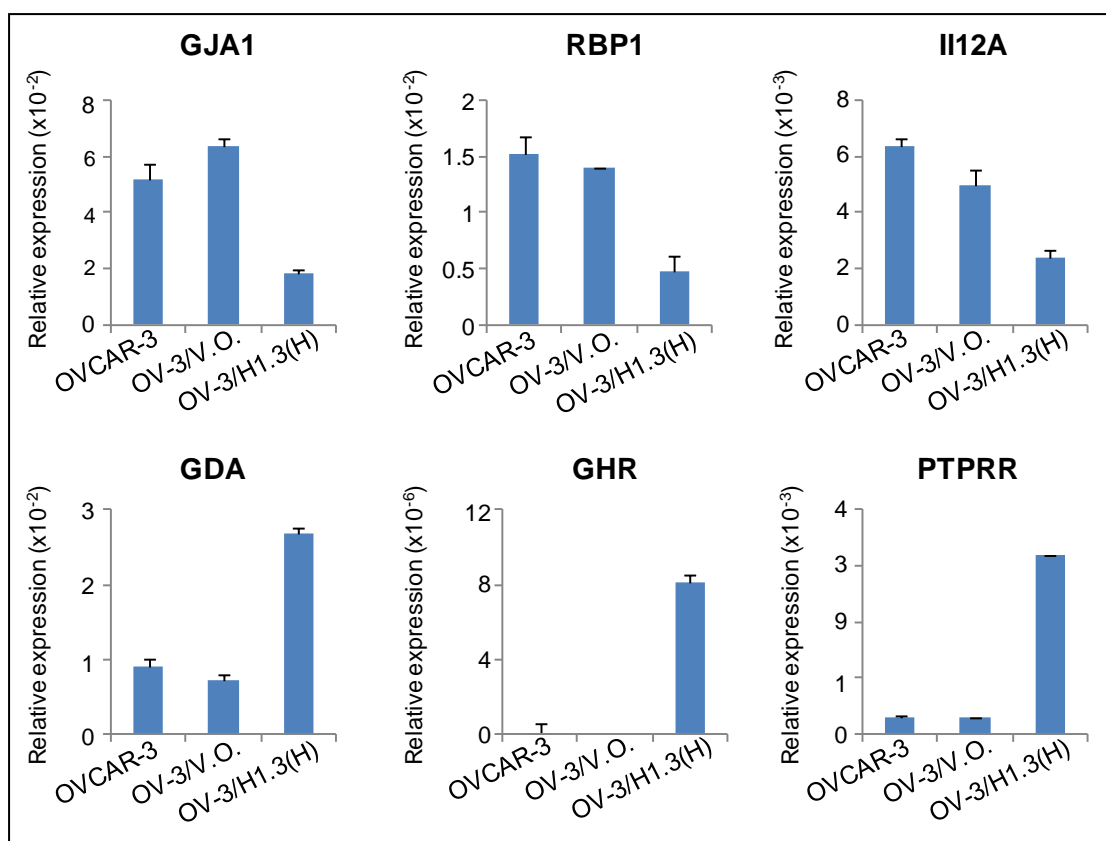 GJA1
Relative expression (x10-2)
8
6
4
2
0
OVCAR-3
OV-3/V.O.
OV-3/H1.3(H)
RBP1
Relative expression (x10-2)
2
1.5
1
0.5
0
OVCAR-3
OV-3/V.O.
OV-3/H1.3(H)
Il12A
Relative expression (x10-3)
8
6
4
2
0
OVCAR-3
OV-3/V.O.
OV-3/H1.3(H)
GDA
Relative expression (x10-2)
3
2
1
0
OVCAR-3
OV-3/V.O.
OV-3/H1.3(H)
GHR
Relative expression (x10-6)
12
8
4
0
OVCAR-3
OV-3/V.O.
OV-3/H1.3(H)
PTPRR
Relative expression (x10-3)
4
3
9
1
0
OVCAR-3
OV-3/V.O.
OV-3/H1.3(H)